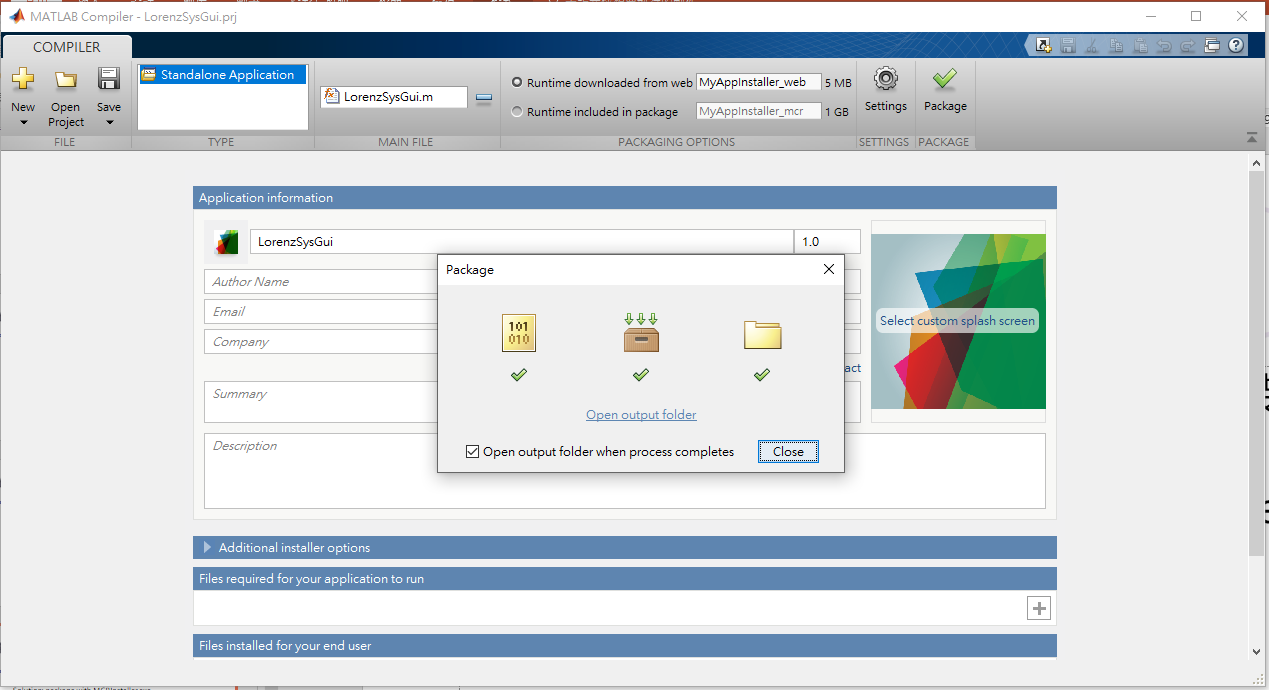 MATLAB Compiler - LorenzSysGui.prj
COMPILER
New
Open Project
Save
FILE
Standalone Application
TYPE
LorenzSysGui.m
MAIN FILE
Runtime downloaded from web MyAppInstaller_web 5 MB
Runtime included in package MyAppInstaller_mcr 1 GB
PACKAGING OPTIONS
Settings
SETTINGS
Package
PACKAGE
Application information
LorenzSysGui 1.0
Author Name
Email
Company
act
Summary
Description
Select custom splash screen
Package
101
010
Open output folder
Open output folder when process completes
Close
Additional installer options
Files required for your application to run
Files installed for your end user